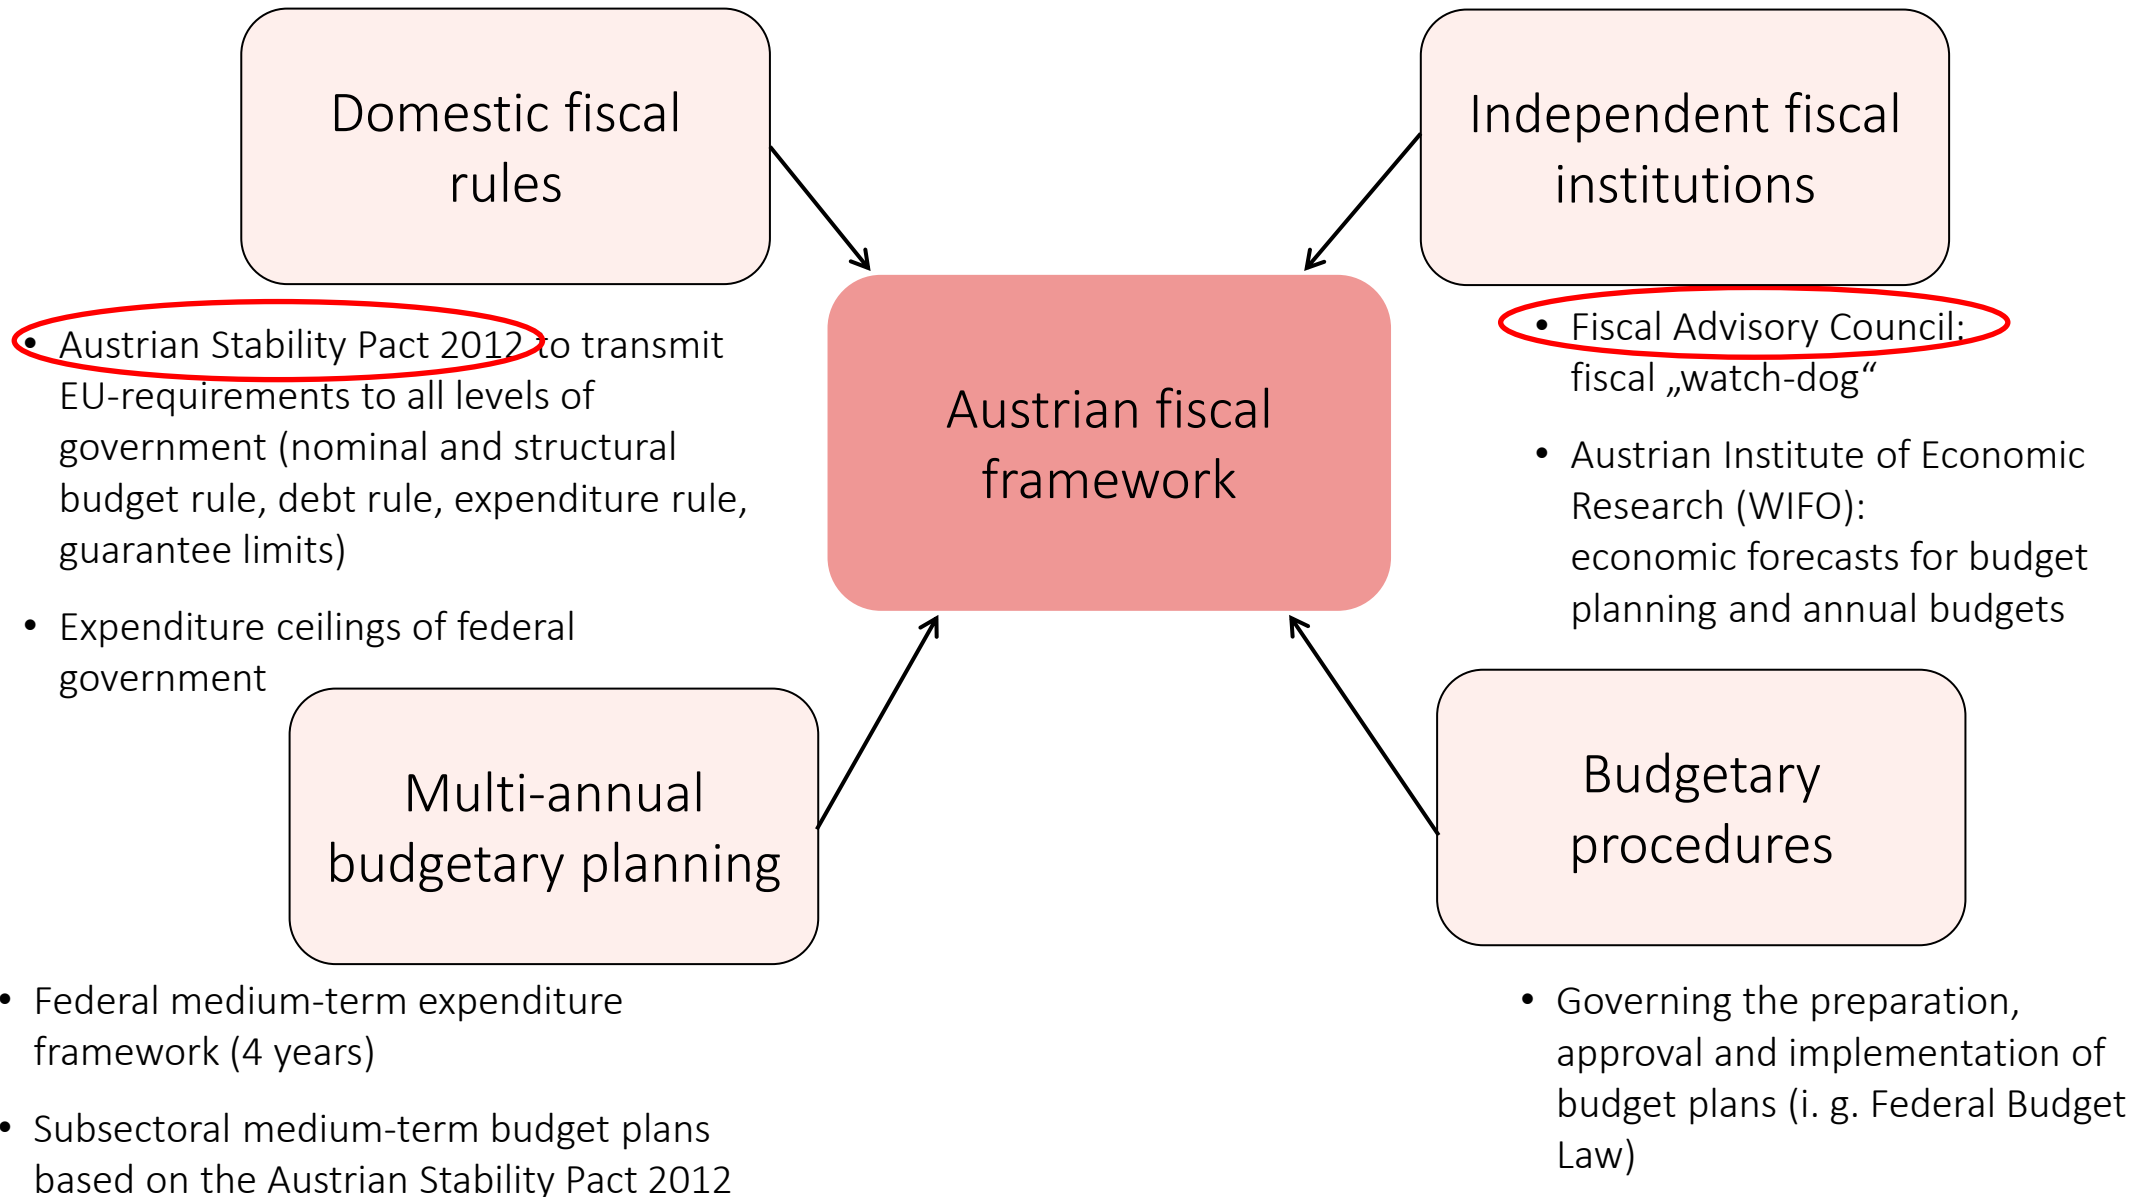 Domestic fiscal
rules
• Austrian Stability Pact 2012 to transmit
EU-requirements to all levels of
government (nominal and structural
budget rule, debt rule, expenditure rule,
guarantee limits)
• Expenditure ceilings of federal
government
Independent fiscal
institutions
• Fiscal Advisory Council:
fiscal „watch-dog“
• Austrian Institute of Economic
Research (WIFO):
economic forecasts for budget
planning and annual budgets
Austrian fiscal
framework
Multi-annual
budgetary planning
• Federal medium-term expenditure
framework (4 years)
• Subsectoral medium-term budget plans
based on the Austrian Stability Pact 2012
Budgetary
procedures
• Governing the preparation,
approval and implementation of
budget plans (i. g. Federal Budget
Law)